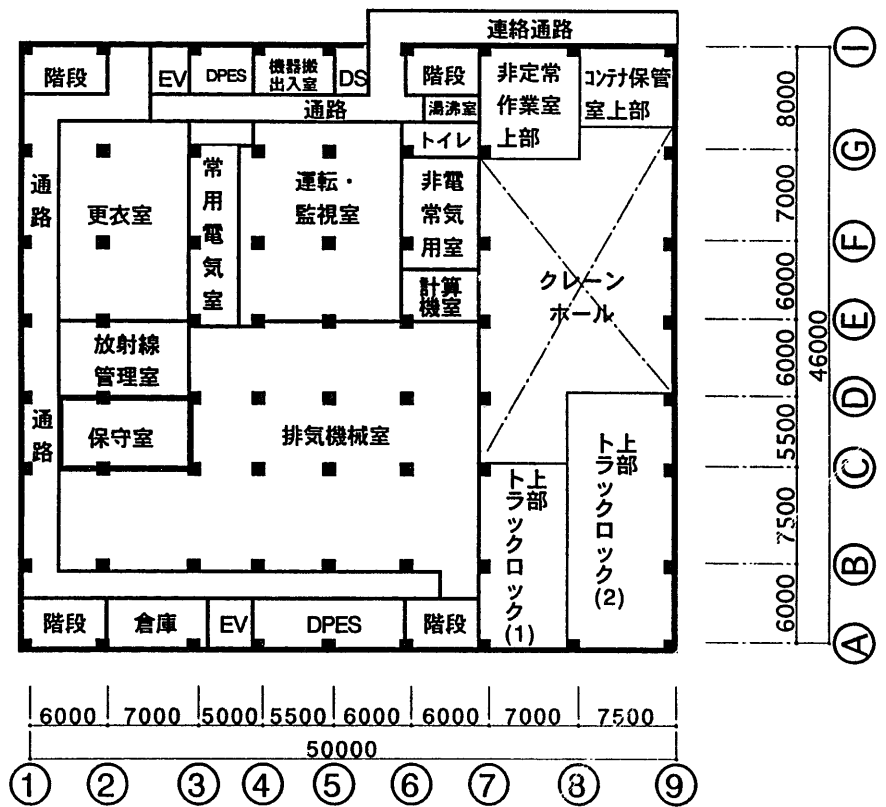 連絡通路
階段
EV
DPES
機器搬
出入室
DS
階段
非定常
作業室
上部
コンテナ保管
室上部
通路
湯沸室
トイレ
通路
更衣室
常用電気室
運転・
監視室
非常用
電気室
計算
機室
クレーン
ホール
放射線
管理室
通路
保守室
排気機械室
上部
トラックロック(1)
上部
トラックロック(2)
階段
倉庫
EV
DPES
階段
I
G
F
E
D
C
B
A
8000
7000
6000
6000
5500
7500
6000
46000
6000 7000 5000 5500 6000 6000 7000 7500
50000
① ② ③ ④ ⑤ ⑥ ⑦ ⑧ ⑨